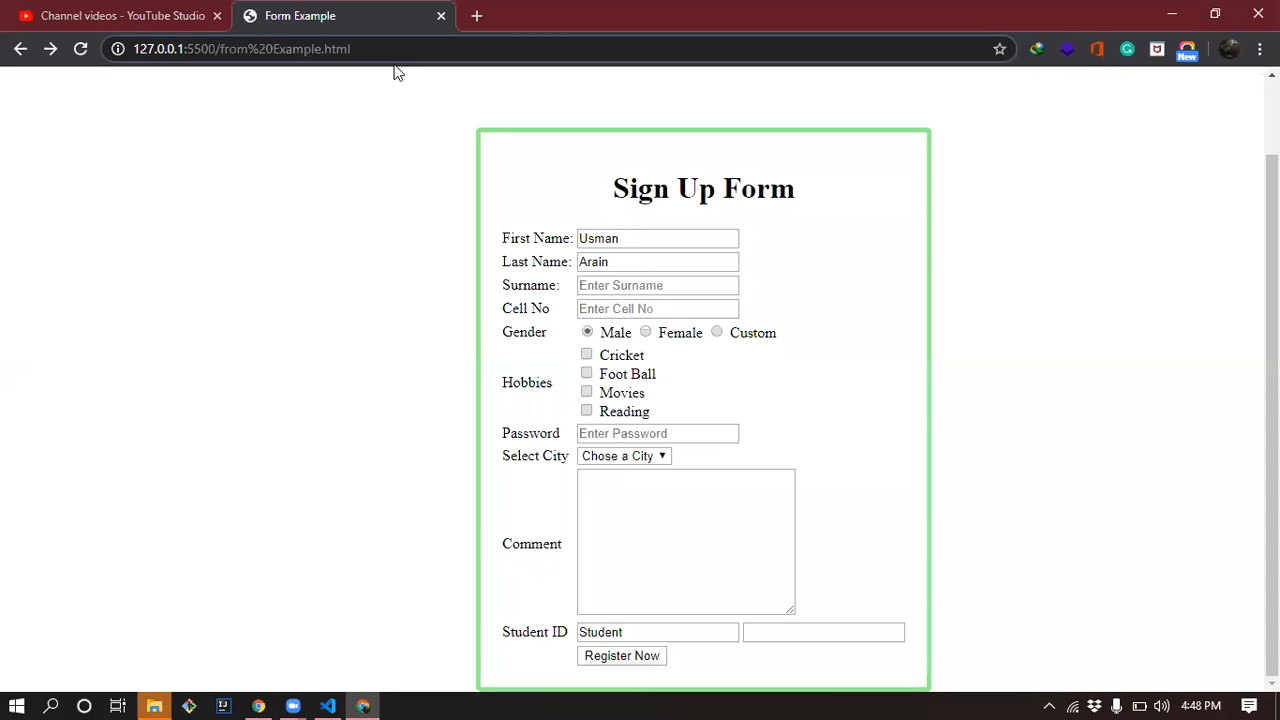 Channel videos - YouTube Studio
Form Example
127.0.0.1:5500/from%20Example.html
New
Sign Up Form
First Name: Usman
Last Name: Arain
Surname: Enter Surname
Cell No Enter Cell No
Gender Male Female Custom
Cricket
Foot Ball
Hobbies
Movies
Reading
Password Enter Password
Select City Chose a City
Comment
Student ID Student
Register Now
4:48 PM